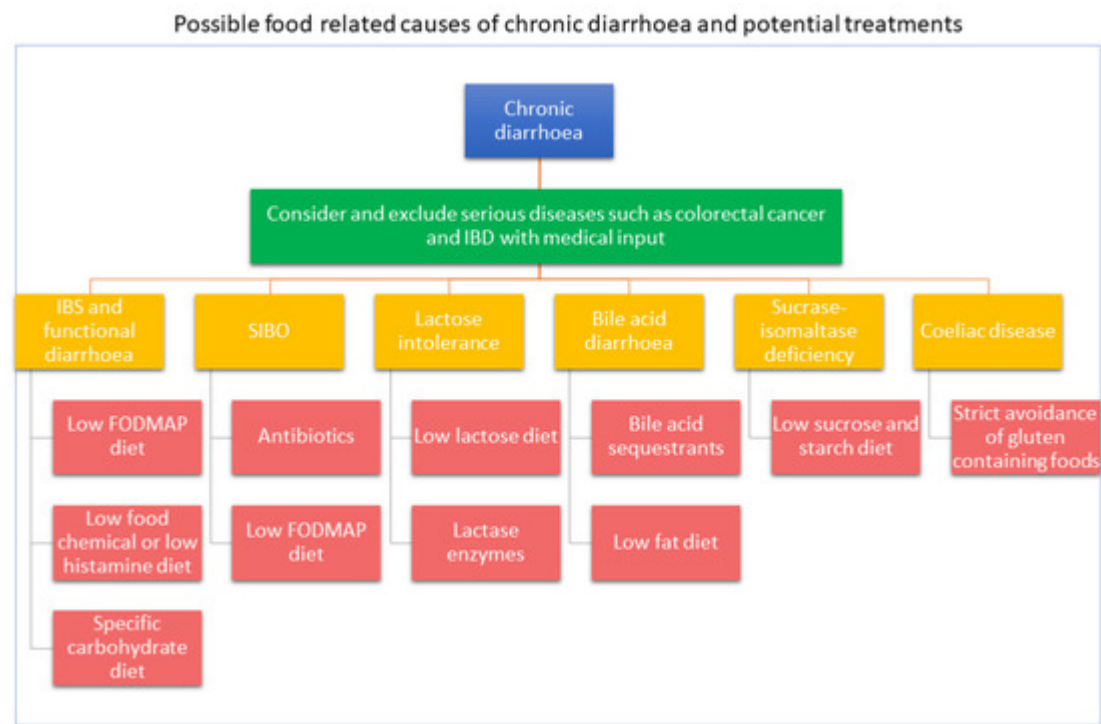 Possible food related causes of chronic diarrhoea and potential treatments
Chronic
diarrhoea
Consider and exclude serious diseases such as colorectal cancer
and IBD with medical input
IBS and
functional
diarrhoea
SIBO
Lactose
intolerance
Bile acid
diarrhoea
Sucrase-
isomaltase
deficiency
Coeliac disease
Low FODMAP
diet
Antibiotics
Low lactose diet
Bile acid
sequestrants
Low sucrose and
starch diet
Strict avoidance
of gluten
containing foods
Low food
chemical or low
histamine diet
Low FODMAP
diet
Lactase
enzymes
Low fat diet
Specific
carbohydrate
diet